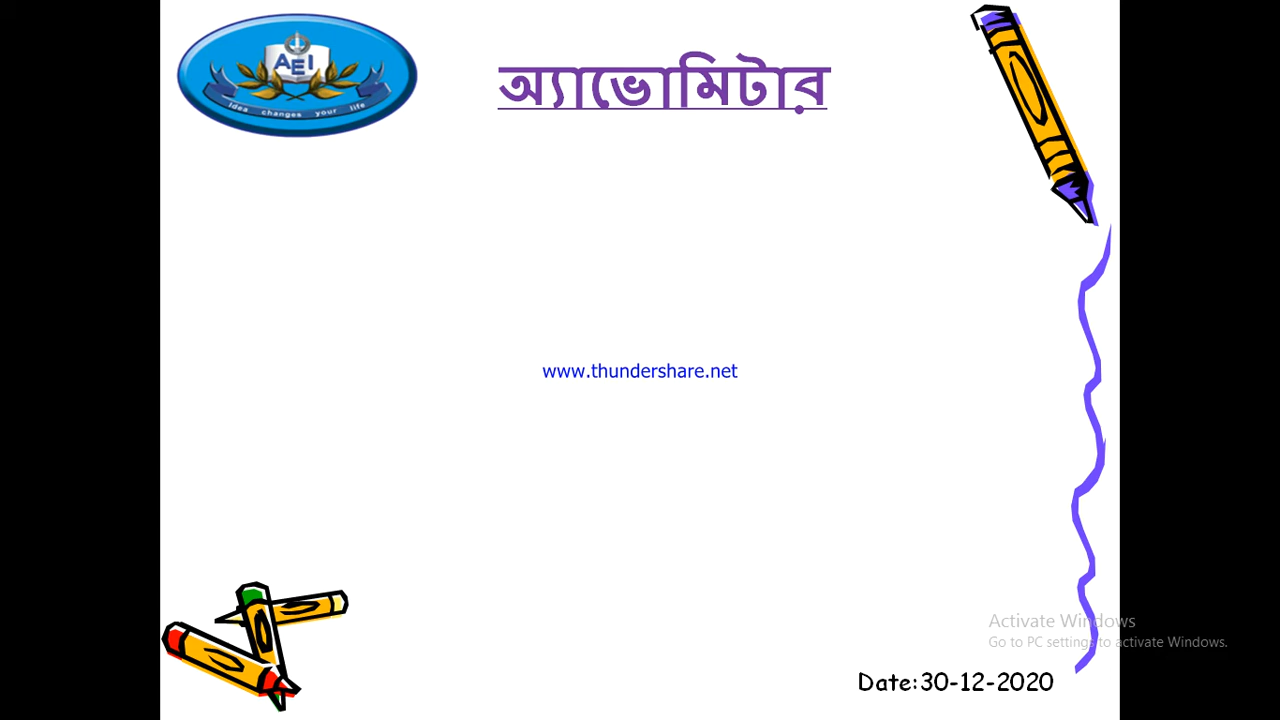 AEI
Idea changes your life
অ্যাভোমিটার
www.thundershare.net
Activate Windows
Go to PC settings to activate Windows.
Date:30-12-2020